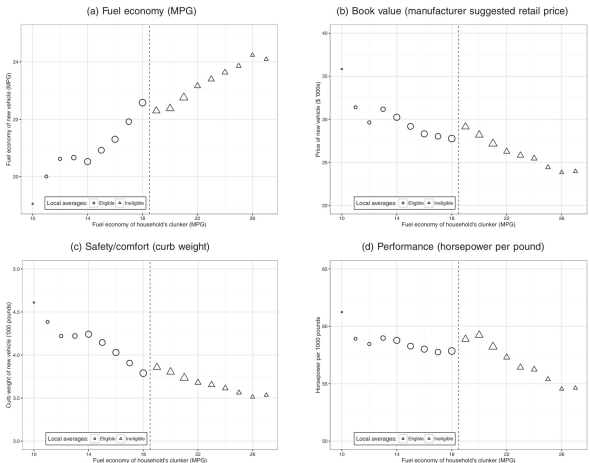 (a) Fuel economy (MPG)
Fuel economy of new vehicle (MPG)
24
22
20
Local averages: Eligible Ineligible
10 14 18 22 26
Fuel economy of household's clunker (MPG)
(b) Book value (manufacturer suggested retail price)
Price of new vehicle ($ '000s)
40
35
30
25
20
Local averages: Eligible Ineligible
10 14 18 22 26
Fuel economy of household's clunker (MPG)
(c) Safety/comfort (curb weight)
Curb weight of new vehicle ('000 pounds)
5.0
4.5
4.0
3.5
3.0
Local averages: Eligible Ineligible
10 14 18 22 26
Fuel economy of household's clunker (MPG)
(d) Performance (horsepower per pound)
Horsepower per 1000 pounds
65
60
55
50
Local averages: Eligible Ineligible
10 14 18 22 26
Fuel economy of household's clunker (MPG)